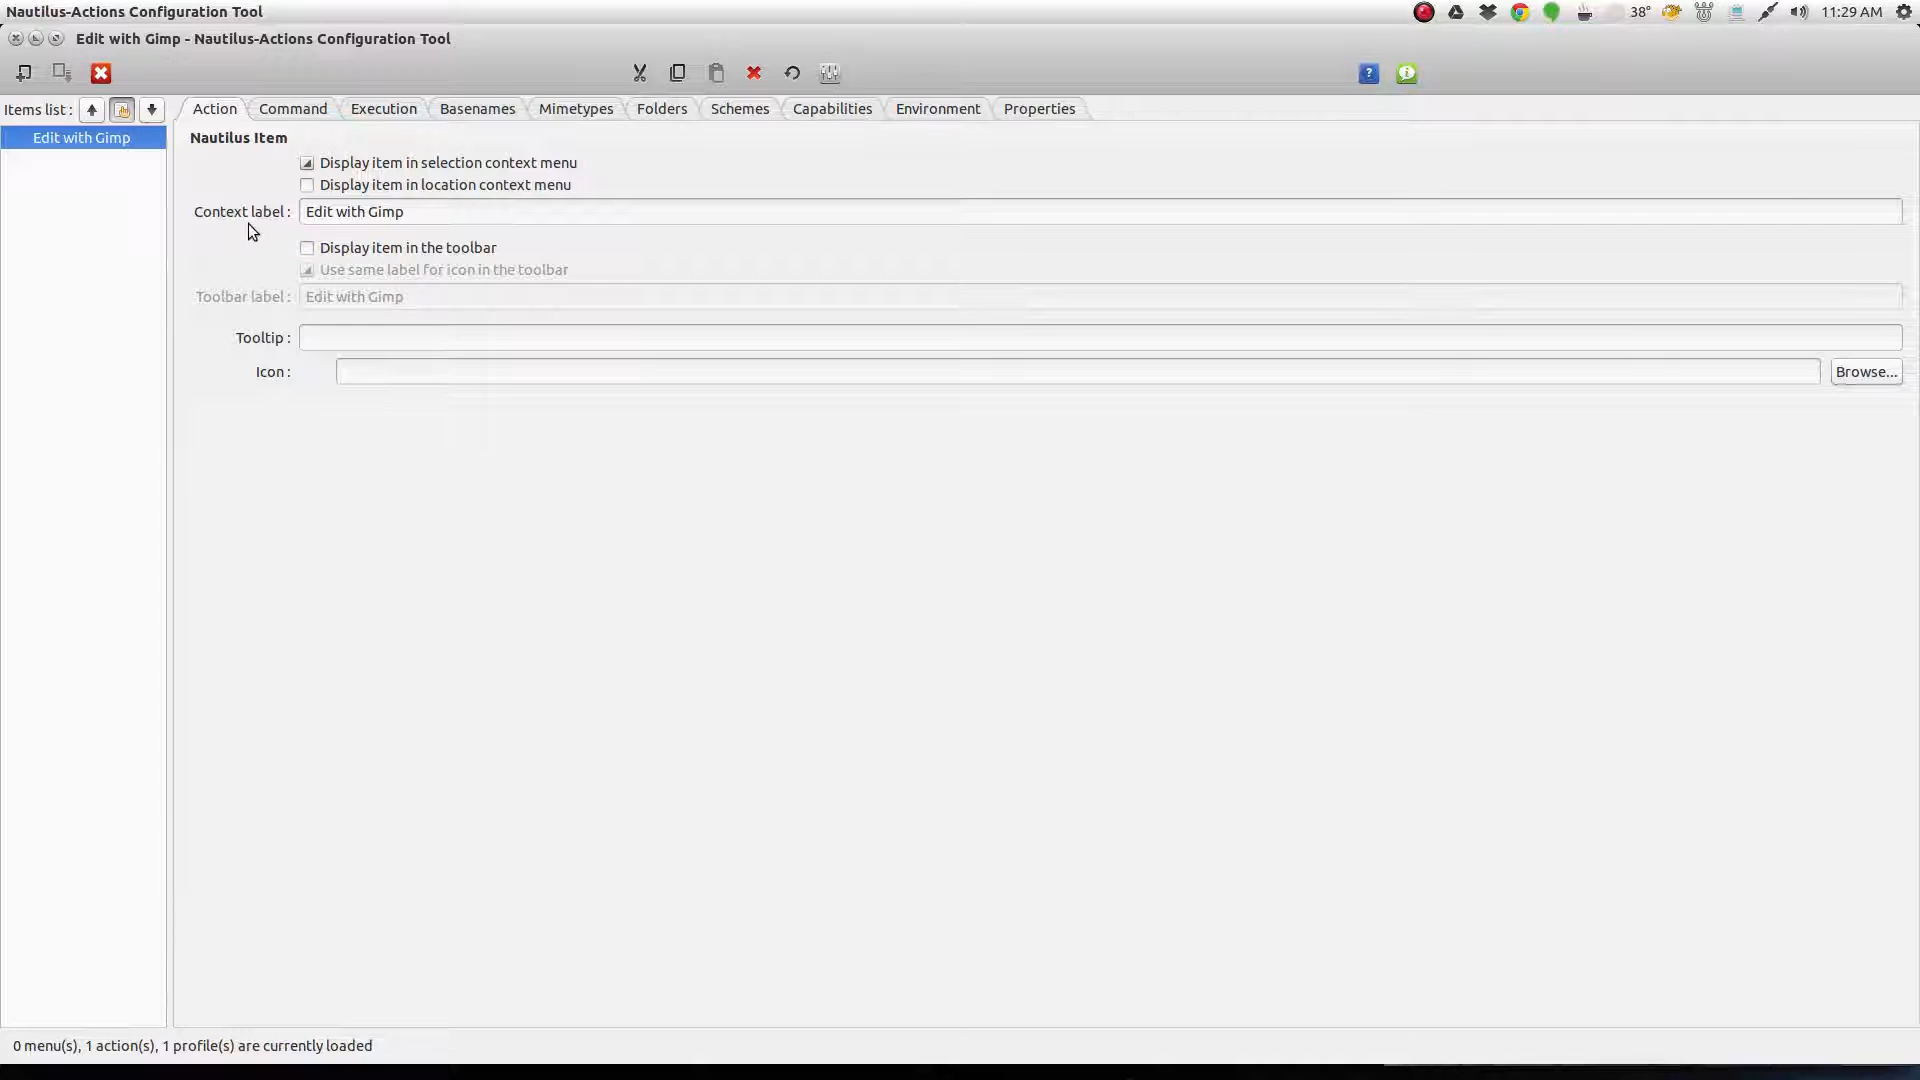 Nautilus-Actions Configuration Tool
38°
11:29 AM
Edit with Gimp - Nautilus-Actions Configuration Tool
Items list :
Action
Command
Execution
Basenames
Mimetypes
Folders
Schemes
Capabilities
Environment
Properties
Edit with Gimp
Nautilus Item
Display item in selection context menu
Display item in location context menu
Context label : Edit with Gimp
Display item in the toolbar
Use same label for icon in the toolbar
Toolbar label : Edit with Gimp
Tooltip :
Icon :
Browse...
0 menu(s), 1 action(s), 1 profile(s) are currently loaded